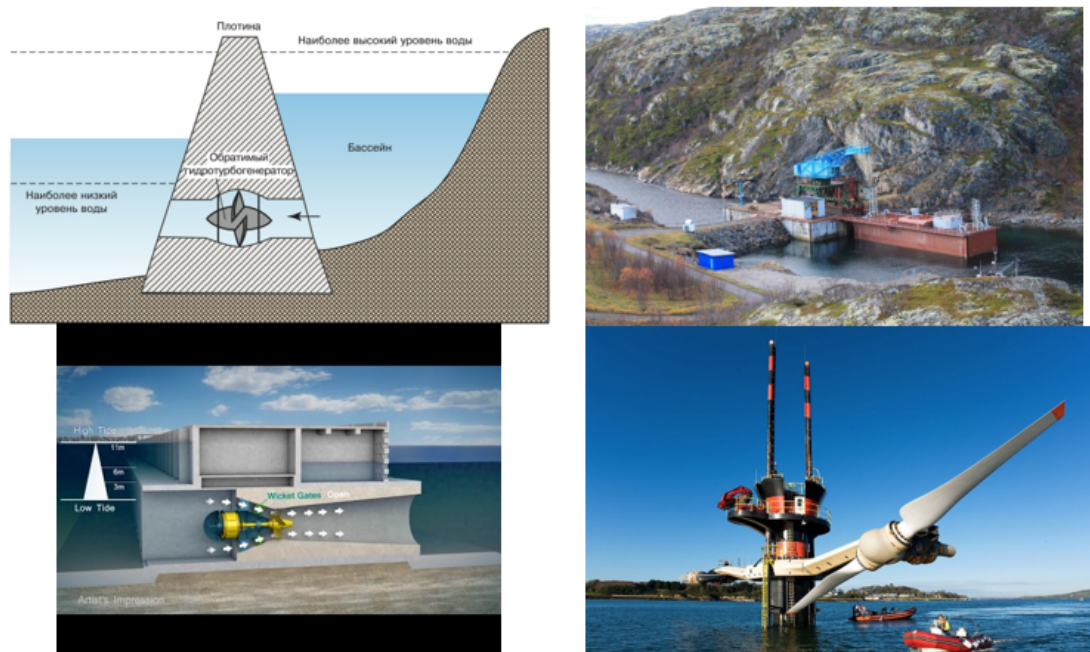 Плотина
Наиболее высокий уровень воды
Бассейн
Обратимый
гидротурбогенератор
Наиболее низкий
уровень воды
High Tide
11m
6m
3m
Low Tide
Wicket Gates Open
Artist's Impression